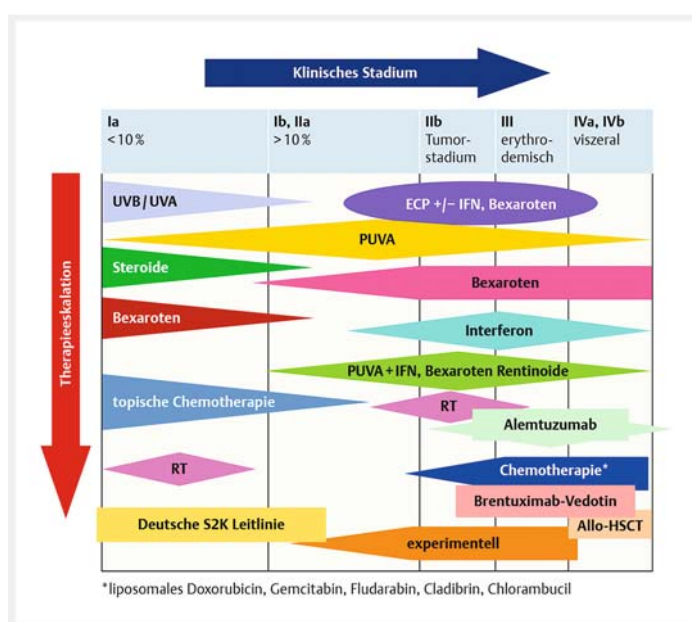 Klinisches Stadium
Ia
<10%
Ib, IIa
>10%
IIb
Tumor-
stadium
III
erythro-
demisch
IVa, IVb
viszeral
Therapieeskalation
UVB/UVA
ECP +/− IFN, Bexaroten
PUVA
Steroide
Bexaroten
Bexaroten
Interferon
PUVA + IFN, Bexaroten Rentinoide
topische Chemotherapie
RT
Alemtuzumab
RT
Chemotherapie*
Brentuximab-Vedotin
Deutsche S2K Leitlinie
Allo-HSCT
experimentell
*liposomales Doxorubicin, Gemcitabin, Fludarabin, Cladibrin, Chlorambucil